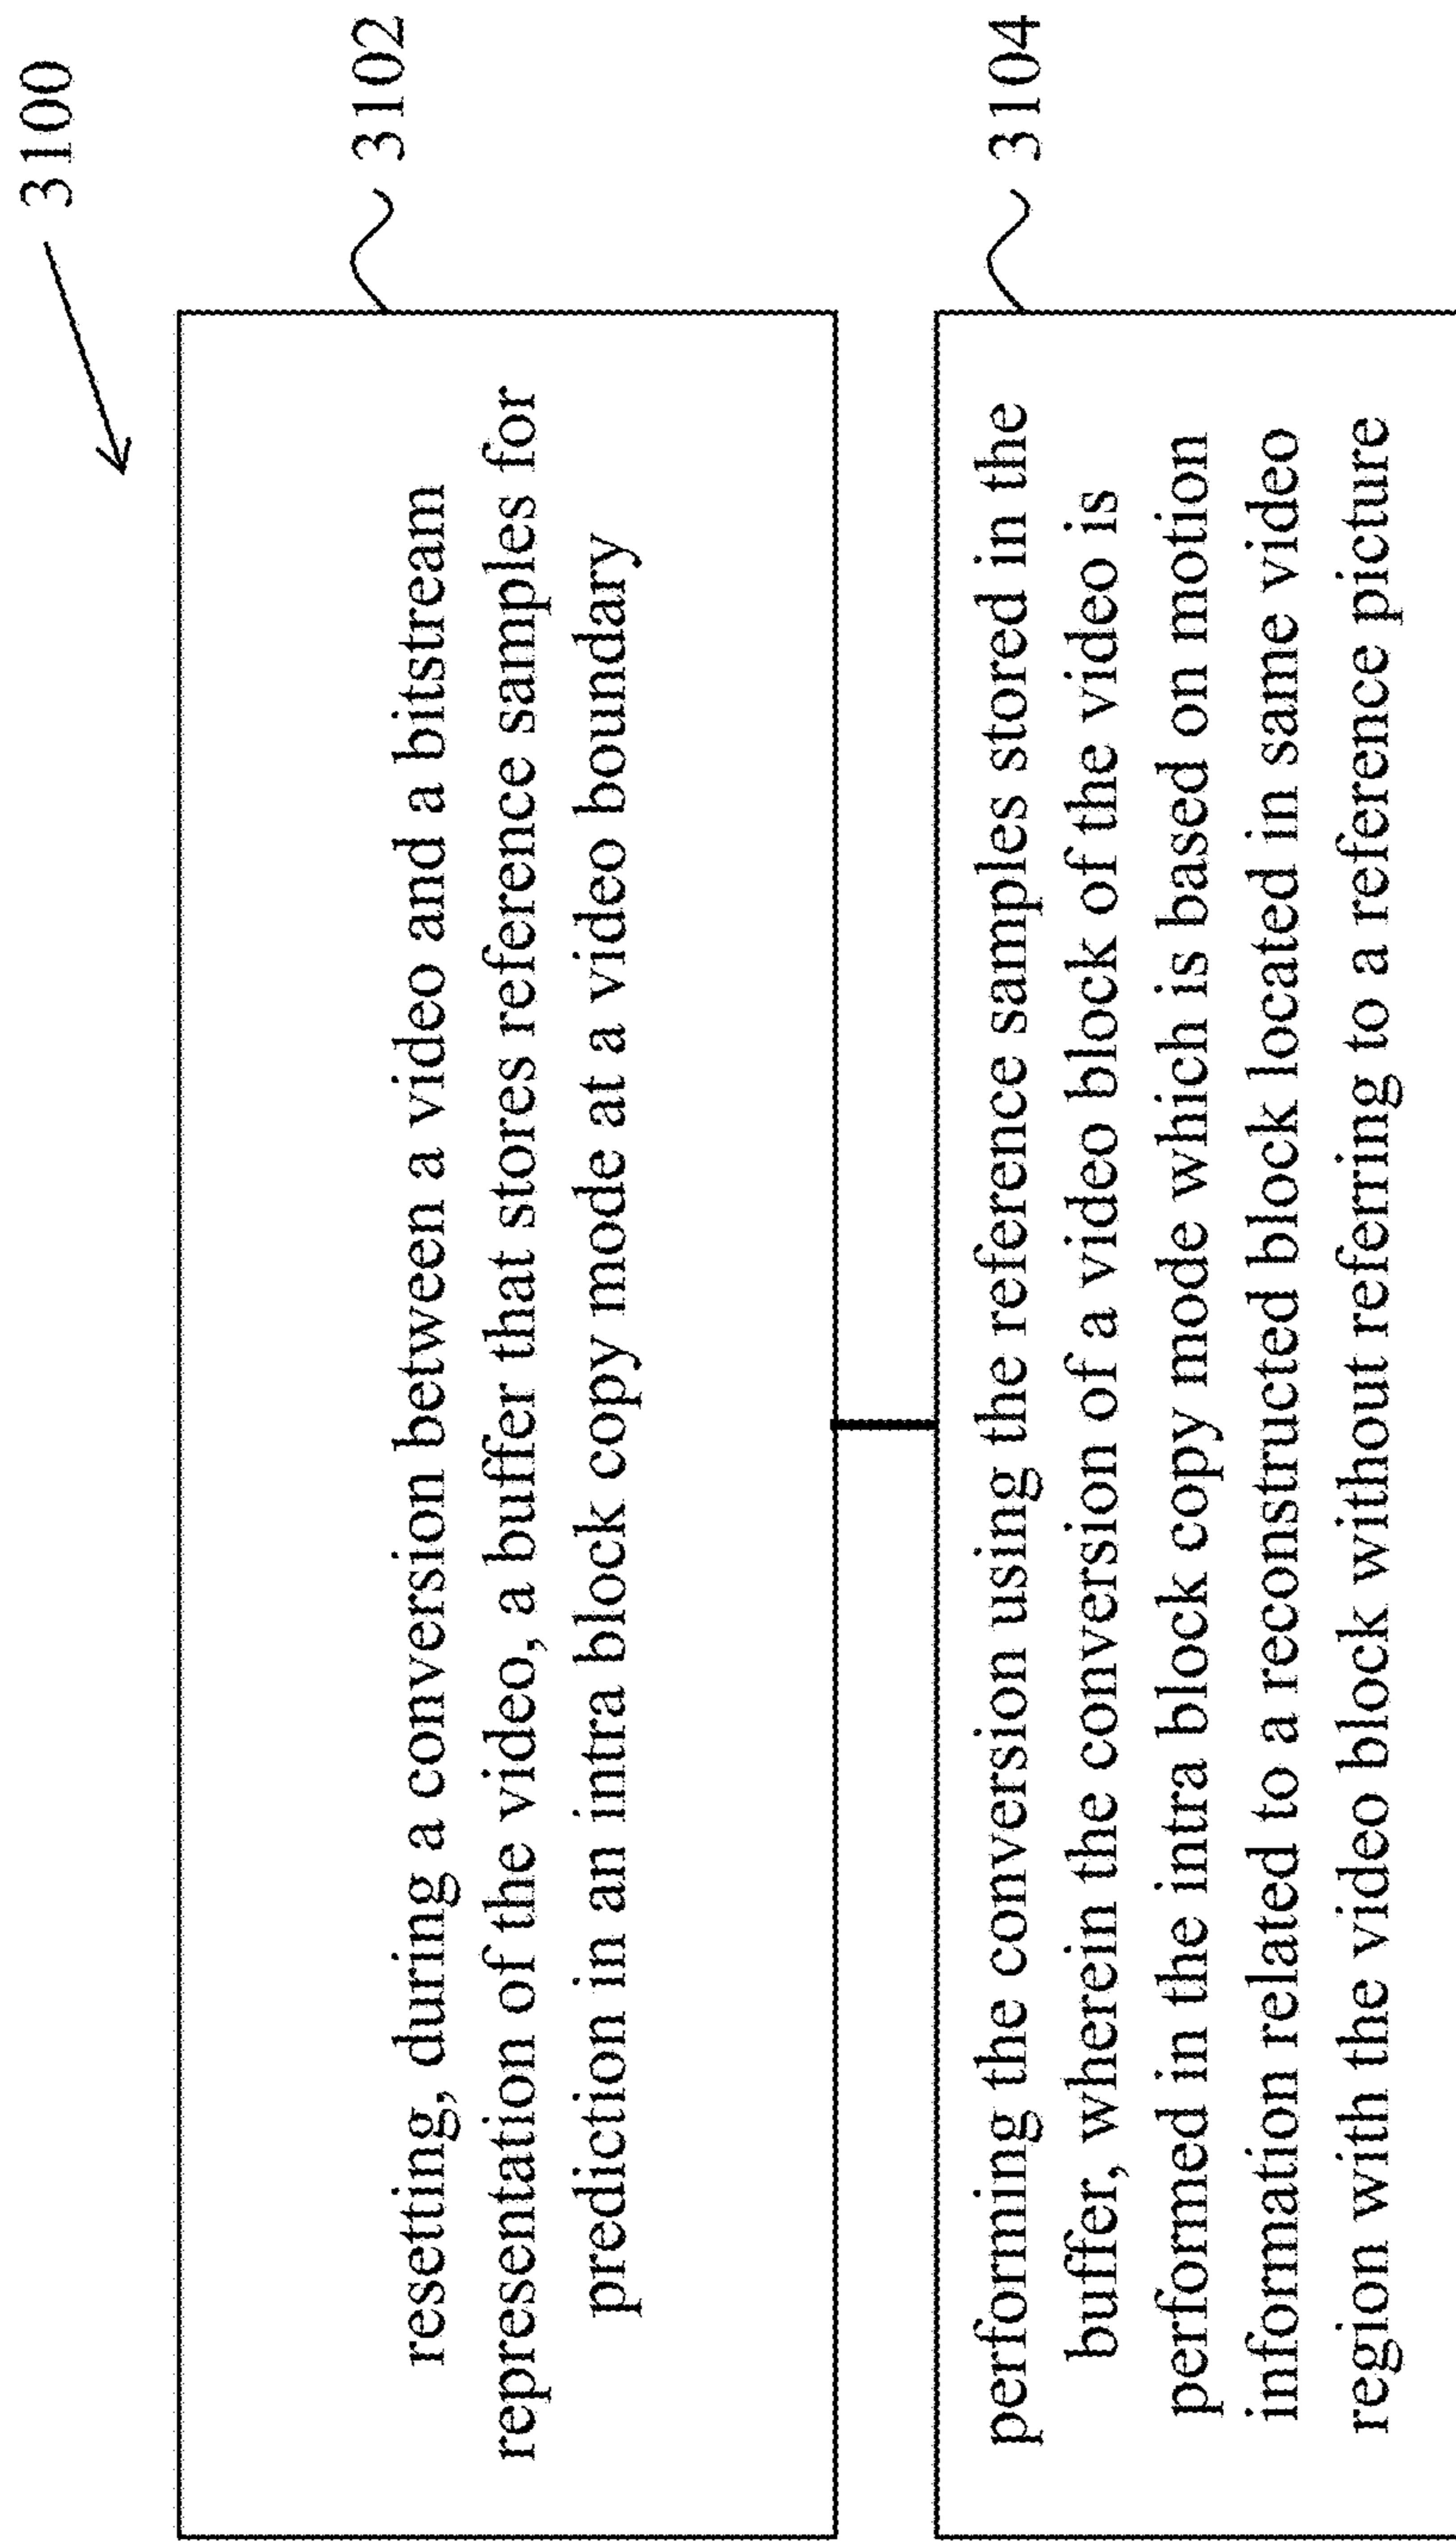 3100
resetting, during a conversion between a video and a bitstream
representation of the video, a buffer that stores reference samples for
prediction in an intra block copy mode at a video boundary
3102
performing the conversion using the reference samples stored in the
buffer, wherein the conversion of a video block of the video is
performed in the intra block copy mode which is based on motion
information related to a reconstructed block located in same video
region with the video block without referring to a reference picture
3104